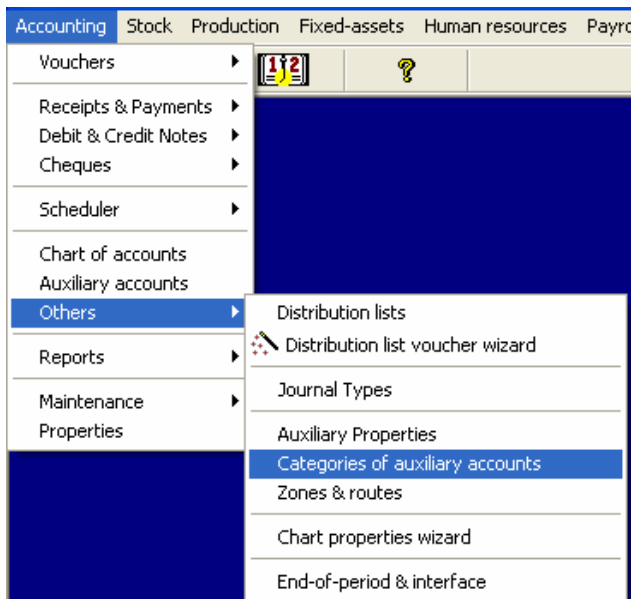 Accounting Stock Production Fixed-assets Human resources Payro
Vouchers
Receipts & Payments
Debit & Credit Notes
Cheques
Scheduler
Chart of accounts
Auxiliary accounts
Others
Reports
Maintenance
Properties
Distribution lists
Distribution list voucher wizard
Journal Types
Auxiliary Properties
Categories of auxiliary accounts
Zones & routes
Chart properties wizard
End-of-period & interface